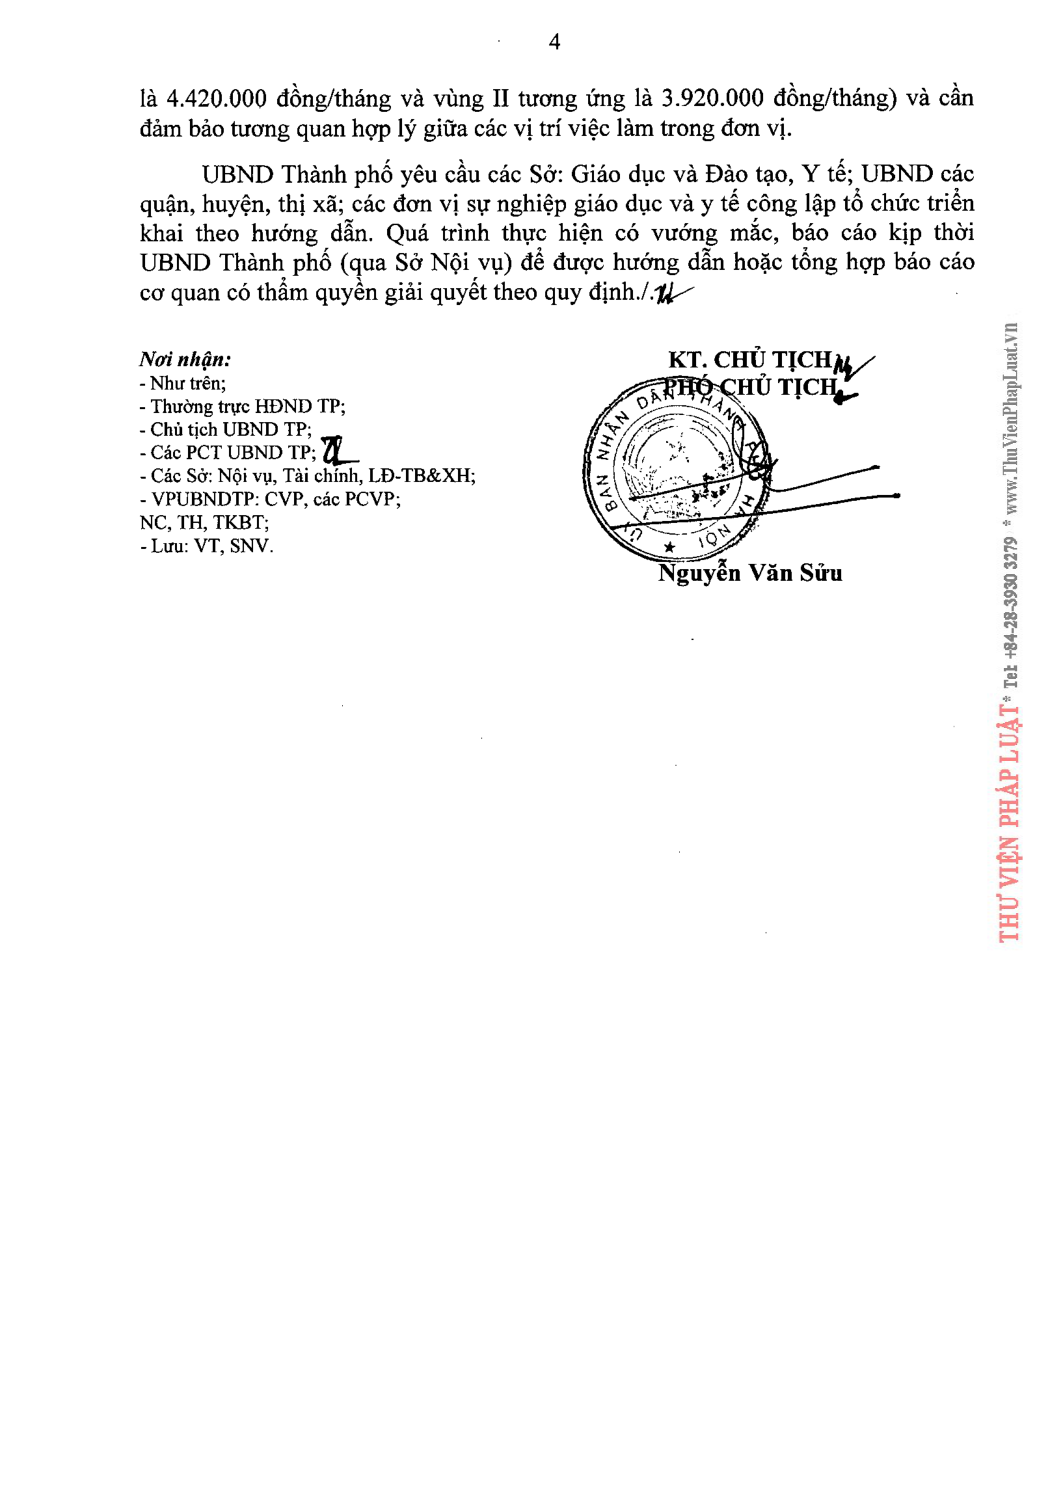 4
là 4.420.000 đồng/tháng và vùng II tương ứng là 3.920.000 đồng/tháng) và cần
đảm bảo tương quan hợp lý giữa các vị trí việc làm trong đơn vị.
UBND Thành phố yêu cầu các Sở: Giáo dục và Đào tạo, Y tế; UBND các
quận, huyện, thị xã; các đơn vị sự nghiệp giáo dục và y tế công lập tổ chức triển
khai theo hướng dẫn. Quá trình thực hiện có vướng mắc, báo cáo kịp thời
UBND Thành phố (qua Sở Nội vụ) để được hướng dẫn hoặc tổng hợp báo cáo
cơ quan có thẩm quyền giải quyết theo quy định./.
Nơi nhận:
- Như trên;
- Thường trực HĐND TP;
- Chủ tịch UBND TP;
- Các PCT UBND TP;
- Các Sở: Nội vụ, Tài chính, LĐ-TB&XH;
- VPUBNDTP: CVP, các PCVP;
NC, TH, TKBT;
- Lưu: VT, SNV.
KT. CHỦ TỊCH
PHÓ CHỦ TỊCH
ỦY BAN NHÂN DÂN THÀNH PHỐ HÀ NỘI
Nguyễn Văn Sửu
THƯ VIỆN PHÁP LUẬT * Tel: +84-28-3930 3279 * www.ThuVienPhapLuat.vn